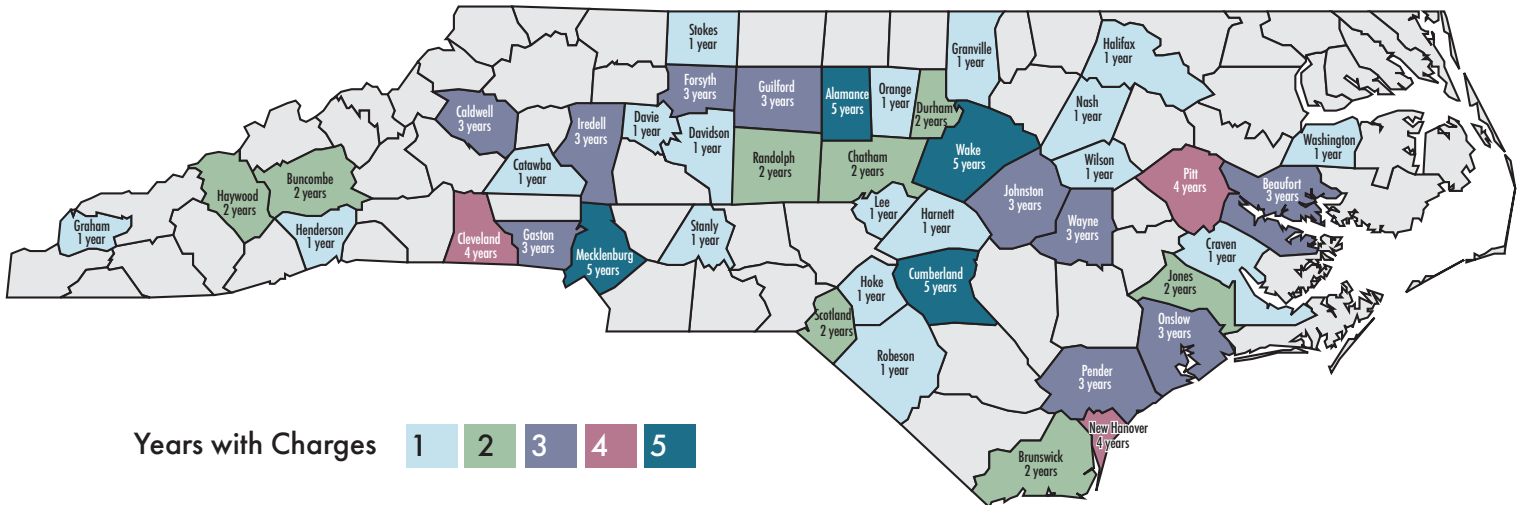 Stokes
1 year
Granville
1 year
Halifax
1 year
Forsyth
3 years
Guilford
3 years
Alamance
5 years
Orange
1 year
Durham
2 years
Nash
1 year
Caldwell
3 years
Iredell
3 years
Davie
1 year
Davidson
1 year
Washington
1 year
Catawba
1 year
Randolph
2 years
Chatham
2 years
Wake
5 years
Wilson
1 year
Pitt
4 years
Beaufort
3 years
Haywood
2 years
Buncombe
2 years
Johnston
3 years
Wayne
3 years
Graham
1 year
Henderson
1 year
Cleveland
4 years
Gaston
3 years
Mecklenburg
5 years
Stanly
1 year
Lee
1 year
Harnett
1 year
Craven
1 year
Cumberland
5 years
Hoke
1 year
Jones
2 years
Scotland
2 years
Onslow
3 years
Robeson
1 year
Pender
3 years
New Hanover
4 years
Brunswick
2 years
Years with Charges 1 2 3 4 5